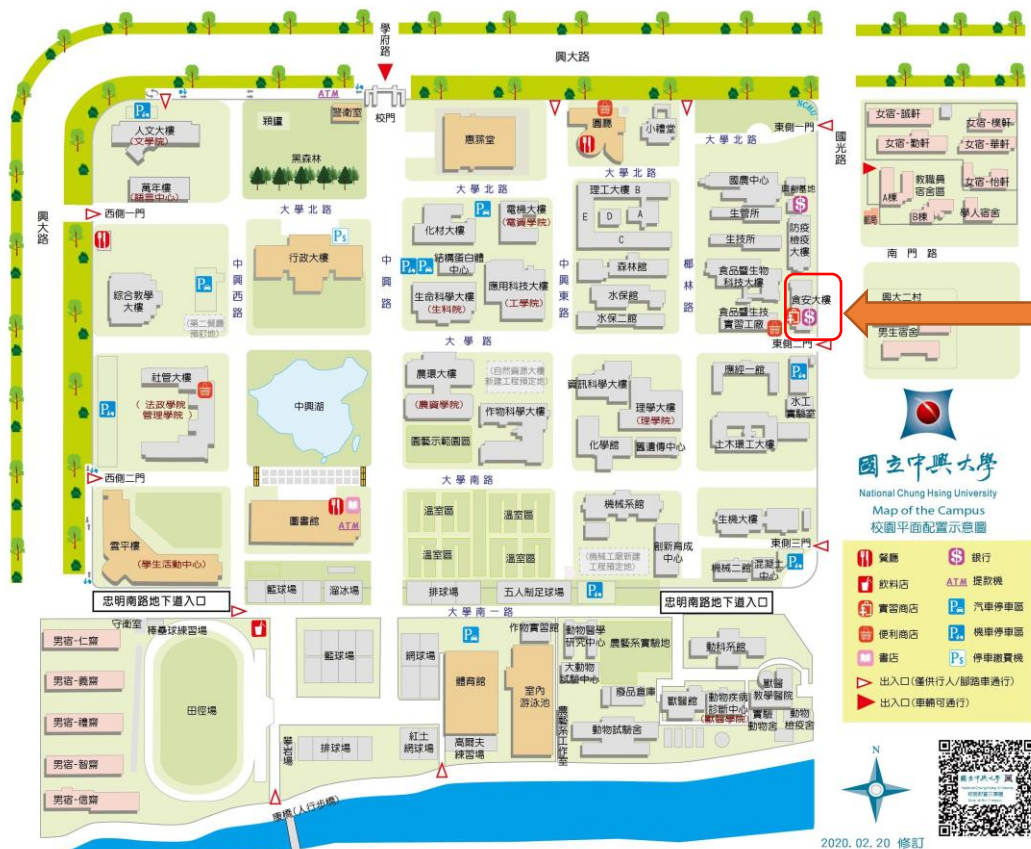 學府路
興大路
ATM
警衛室
校門
人文大樓
(文學院)
穎廬
黑森林
惠蓀堂
圓廳
小禮堂
大學北路
東側一門
NCHU
國光路
女宿-誠軒
女宿-樸軒
女宿-勤軒
女宿-華軒
教職員
宿舍區
女宿-怡軒
A棟
B棟
學人宿舍
南門路
萬年樓
(語言中心)
大學北路
大學北路
大學北路
西側一門
興大路
中興西路
行政大樓
中興路
化材大樓
電機大樓
(電資學院)
結構蛋白體
中心
應用科技大樓
(工學院)
生命科學大樓
(生科院)
中興東路
理工大樓 B
E
D
A
C
森林館
水保館
水保二館
椰林路
國農中心
生管所
生技所
防疫
檢疫
大樓
食品暨生物
科技大樓
食安大樓
食品暨生技
實習工廠
東側二門
興大二村
男生宿舍
綜合教學
大樓
(第二餐廳
預訂地)
大學路
社管大樓
(法政學院
管理學院)
中興湖
農環大樓
(農資學院)
(自然資源大樓
新建工程預定地)
作物科學大樓
園藝示範園區
資訊科學大樓
理學大樓
(理學院)
化學館
舊遺傳中心
應經一館
水工
實驗室
土木環工大樓
國立中興大學
National Chung Hsing University
Map of the Campus
校園平面配置示意圖
西側二門
大學南路
雲平樓
(學生活動中心)
圖書館
ATM
溫室區
溫室區
溫室區
溫室區
機械系館
(機械工廠新建
工程預定地)
創新育成
中心
生機大樓
東側三門
機械二館
混凝土
中心
籃球場
溜冰場
排球場
五人制足球場
忠明南路地下道入口
忠明南路地下道入口
大學南一路
守衛室
棒壘球練習場
男宿-仁齋
男宿-義齋
男宿-禮齋
男宿-智齋
男宿-信齋
田徑場
籃球場
網球場
體育館
作物實習館
室內
游泳池
動物醫學
研究中心
大動物
試驗中心
農藝系實驗地
廢品倉庫
動科系館
獸醫館
動物疾病
診斷中心
(獸醫學院)
獸醫
教學醫院
實驗
動物舍
動物
檢疫舍
動物試驗舍
農藝系工作室
攀岩場
排球場
紅土
網球場
高爾夫
練習場
康橋(人行步橋)
餐廳
銀行
飲料店
ATM 提款機
實習商店
汽車停車區
便利商店
機車停車區
書店
停車繳費機
出入口(僅供行人/腳踏車通行)
出入口(車輛可通行)
N
2020.02.20 修訂